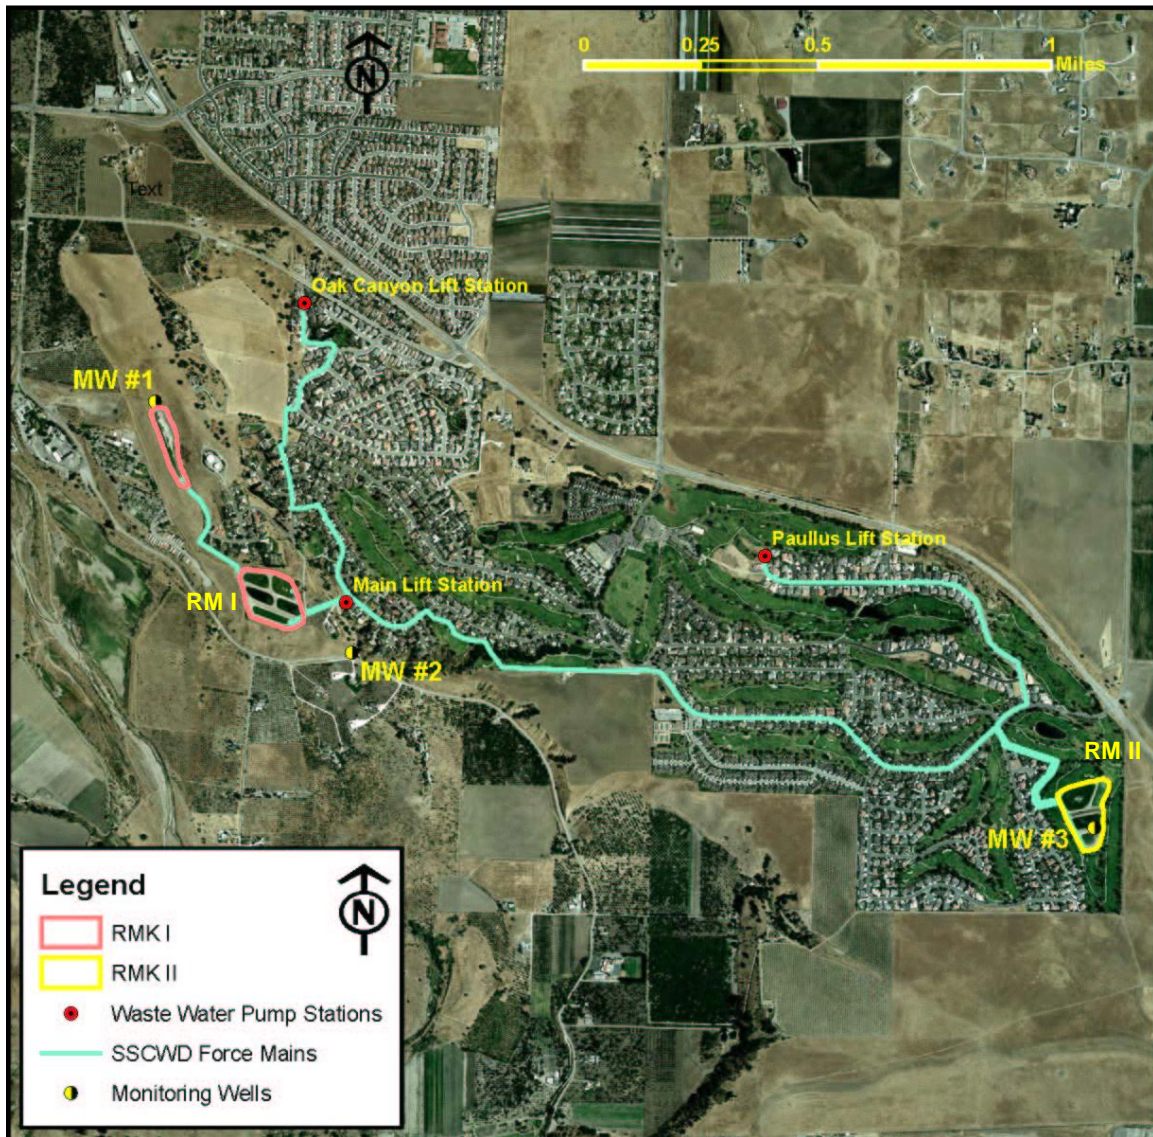 0 0.25 0.5 1
Miles
N
Text
Oak Canyon Lift Station
MW #1
Paullus Lift Station
Main Lift Station
RM I
MW #2
RM II
MW #3
Legend
N
RMK I
RMK II
Waste Water Pump Stations
SSCWD Force Mains
Monitoring Wells